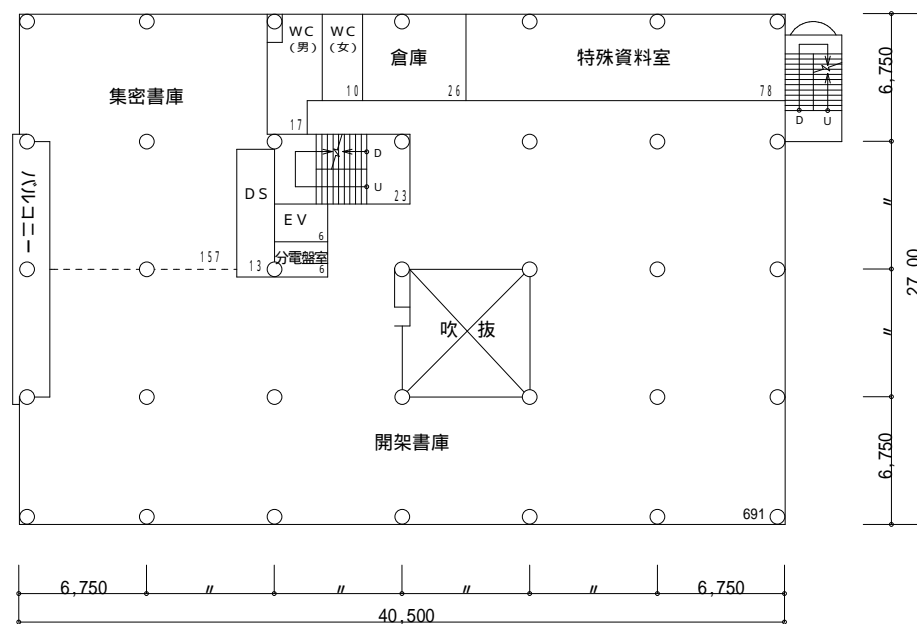 WC
(男)
WC
(女)
倉庫
特殊資料室
集密書庫
10
26
78
17
D
U
D
U
23
DS
EV
6
分電盤室
6
157
13
バルコニー
吹 抜
開架書庫
691
6,750
〃
〃
6,750
27,00
6,750
〃
〃
〃
〃
6,750
40,500